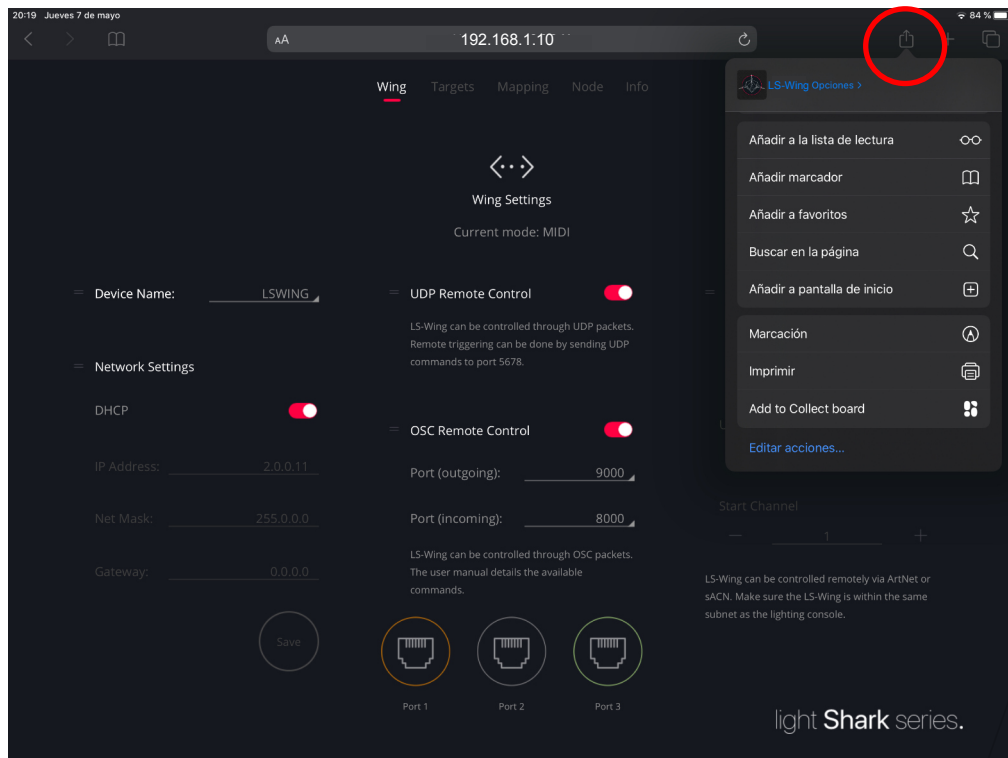 20:19 Jueves 7 de mayo
84 %
AA
192.168.1.10
Wing Targets Mapping Node Info
LS-Wing Opciones >
Añadir a la lista de lectura
Añadir marcador
Añadir a favoritos
Buscar en la página
Añadir a pantalla de inicio
Marcación
Imprimir
Add to Collect board
Editar acciones...
Wing Settings
Current mode: MIDI
Device Name: LSWING
Network Settings
DHCP
IP Address: 2.0.0.11
Net Mask: 255.0.0.0
Gateway: 0.0.0.0
Save
UDP Remote Control
LS-Wing can be controlled through UDP packets.
Remote triggering can be done by sending UDP
commands to port 5678.
OSC Remote Control
Port (outgoing): 9000
Port (incoming): 8000
LS-Wing can be controlled through OSC packets.
The user manual details the available
commands.
Port 1 Port 2 Port 3
Start Channel
1
LS-Wing can be controlled remotely via ArtNet or
sACN. Make sure the LS-Wing is within the same
subnet as the lighting console.
light Shark series.